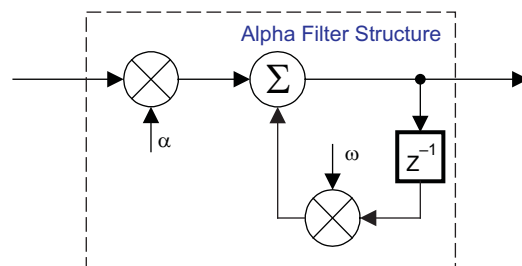 Alpha Filter Structure
Σ
α
ω
Z⁻¹